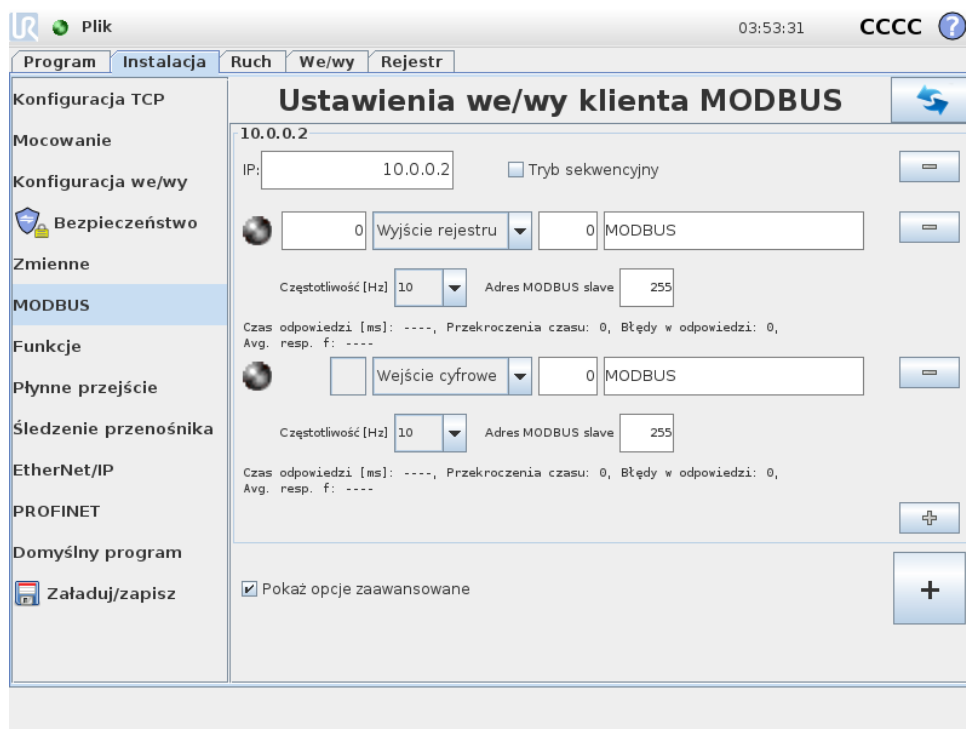 UR Plik 03:53:31 CCCC ?
Program Instalacja Ruch We/wy Rejestr
Konfiguracja TCP
Mocowanie
Konfiguracja we/wy
Bezpieczeństwo
Zmienne
MODBUS
Funkcje
Płynne przejście
Śledzenie przenośnika
EtherNet/IP
PROFINET
Domyślny program
Załaduj/zapisz
Ustawienia we/wy klienta MODBUS
10.0.0.2
IP: 10.0.0.2 Tryb sekwencyjny
0 Wyjście rejestru 0 MODBUS
Częstotliwość [Hz] 10 Adres MODBUS slave 255
Czas odpowiedzi [ms]: ----, Przekroczenia czasu: 0, Błędy w odpowiedzi: 0,
Avg. resp. f: ----
Wejście cyfrowe 0 MODBUS
Częstotliwość [Hz] 10 Adres MODBUS slave 255
Czas odpowiedzi [ms]: ----, Przekroczenia czasu: 0, Błędy w odpowiedzi: 0,
Avg. resp. f: ----
Pokaż opcje zaawansowane